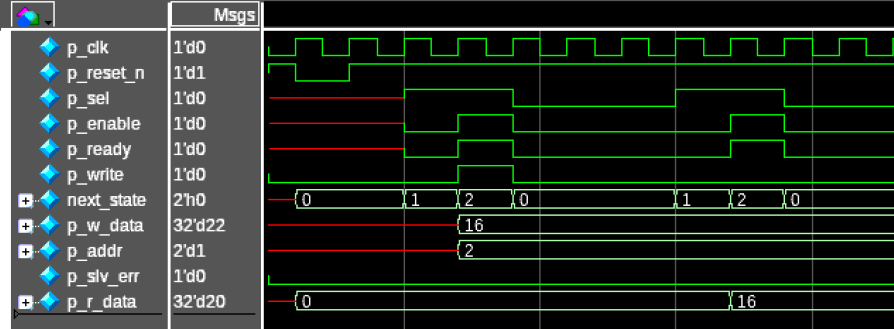 Msgs
p_clk 1'd0
p_reset_n 1'd1
p_sel 1'd0
p_enable 1'd0
p_ready 1'd0
p_write 1'd0
next_state 2'h0 0 1 2 0 1 2 0
p_w_data 32'd22 16
p_addr 2'd1 2
p_slv_err 1'd0
p_r_data 32'd20 0 16